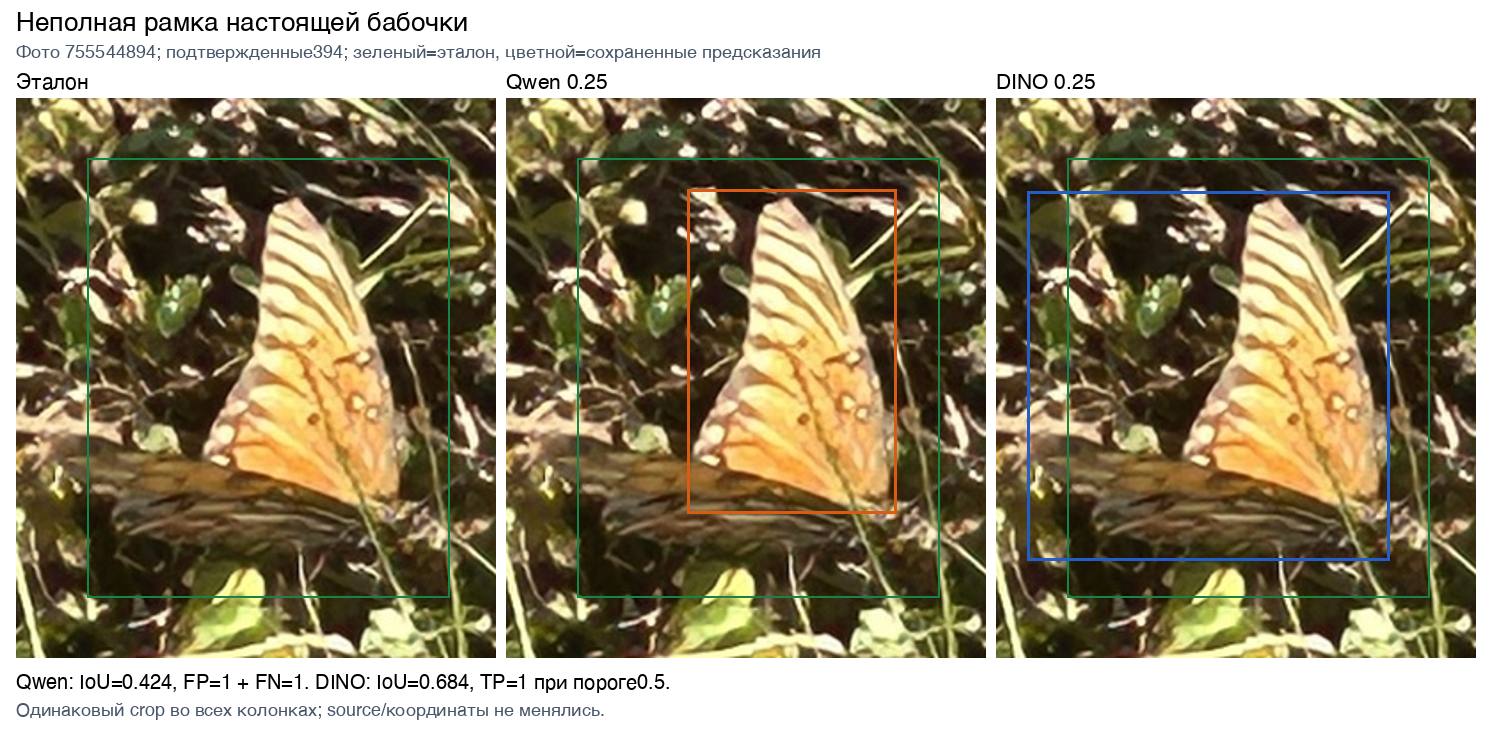 Неполная рамка настоящей бабочки
Фото 755544894; подтвержденные394; зеленый=эталон, цветной=сохраненные предсказания
Эталон
Qwen 0.25
DINO 0.25
Qwen: IoU=0.424, FP=1 + FN=1. DINO: IoU=0.684, TP=1 при пороге0.5.
Одинаковый crop во всех колонках; source/координаты не менялись.